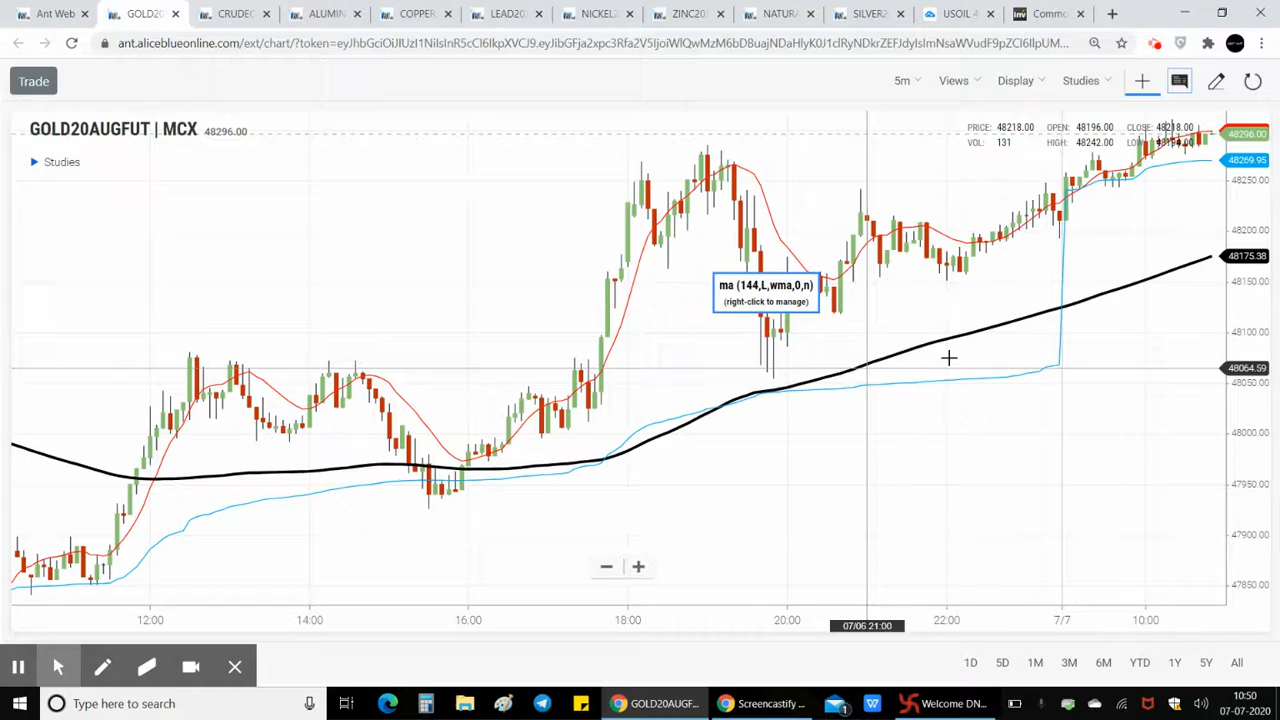 Ant Web
GOLD20
CRUDEC
ALUMIN
COPPER
LEAD20
NICKEL2
ZINC20
NATURA
SILVER2
USOIL 4
Commo
ant.aliceblueonline.com/ext/chart/?token=
Trade
5m Views Display Studies
GOLD20AUGFUT | MCX 48296.00
Studies
PRICE: 48218.00 OPEN: 48196.00 CLOSE: 48218.00
VOL: 131 HIGH: 48242.00
48296.00
48269.95
48250.00
48200.00
48175.38
48150.00
48100.00
48064.59
48050.00
48000.00
47950.00
47900.00
47850.00
ma (144,L,wma,0,n)
(right-click to manage)
12:00 14:00 16:00 18:00 20:00 07/06 21:00 22:00 7/7 10:00
1D 5D 1M 3M 6M YTD 1Y 5Y All
Type here to search
GOLD20AUGF...
Screencastify ...
1
Welcome DN...
10:50
07-07-2020